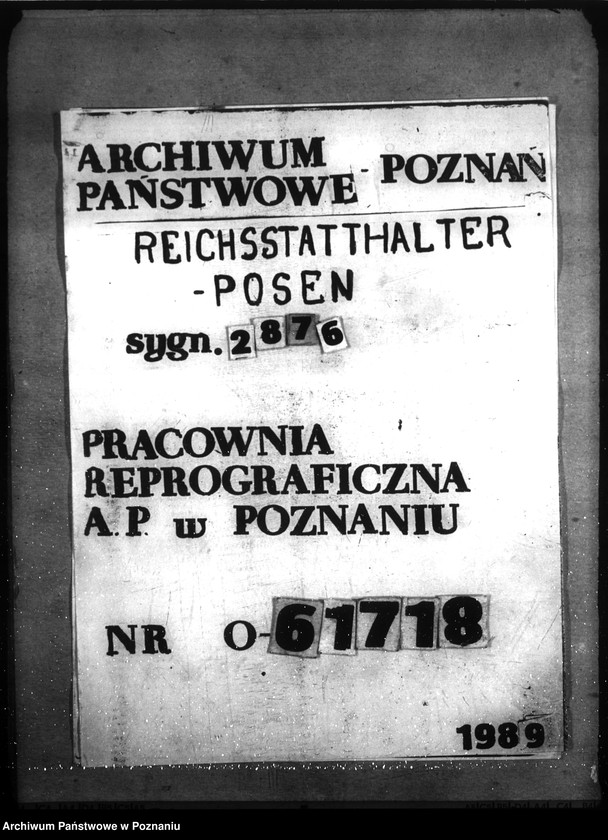 ARCHIWUM
PAŃSTWOWE - POZNAŃ
REICHSSTATTHALTER
-POSEN
sygn. 2876
PRACOWNIA
REPROGRAFICZNA
A.P. w POZNANIU
NR O-61718
1989
Archiwum Państwowe w Poznaniu